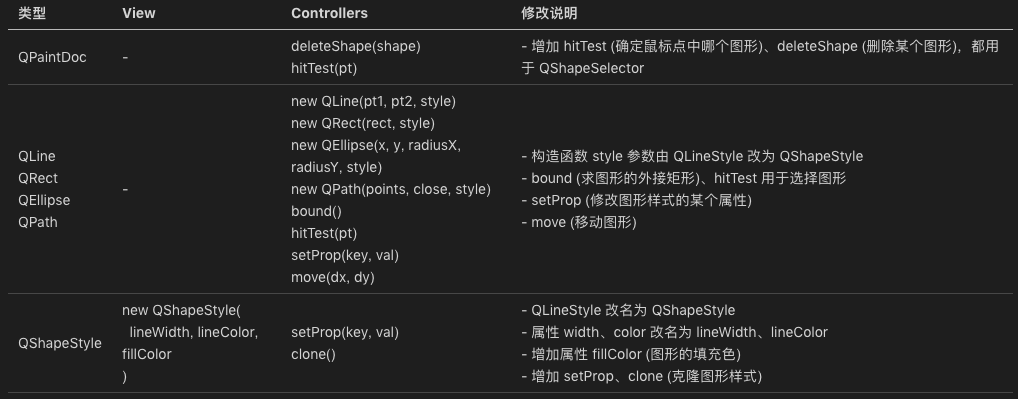 类型 View Controllers 修改说明
QPaintDoc
-
deleteShape(shape)
hitTest(pt)
- 增加 hitTest (确定鼠标点中哪个图形)、deleteShape (删除某个图形)，都用
于 QShapeSelector
QLine
QRect
QEllipse
QPath
-
new QLine(pt1, pt2, style)
new QRect(rect, style)
new QEllipse(x, y, radiusX,
radiusY, style)
new QPath(points, close, style)
bound()
hitTest(pt)
setProp(key, val)
move(dx, dy)
- 构造函数 style 参数由 QLineStyle 改为 QShapeStyle
- bound (求图形的外接矩形)、hitTest 用于选择图形
- setProp (修改图形样式的某个属性)
- move (移动图形)
QShapeStyle
new QShapeStyle(
lineWidth, lineColor,
fillColor
)
setProp(key, val)
clone()
- QLineStyle 改名为 QShapeStyle
- 属性 width、color 改名为 lineWidth、lineColor
- 增加属性 fillColor (图形的填充色)
- 增加 setProp、clone (克隆图形样式)